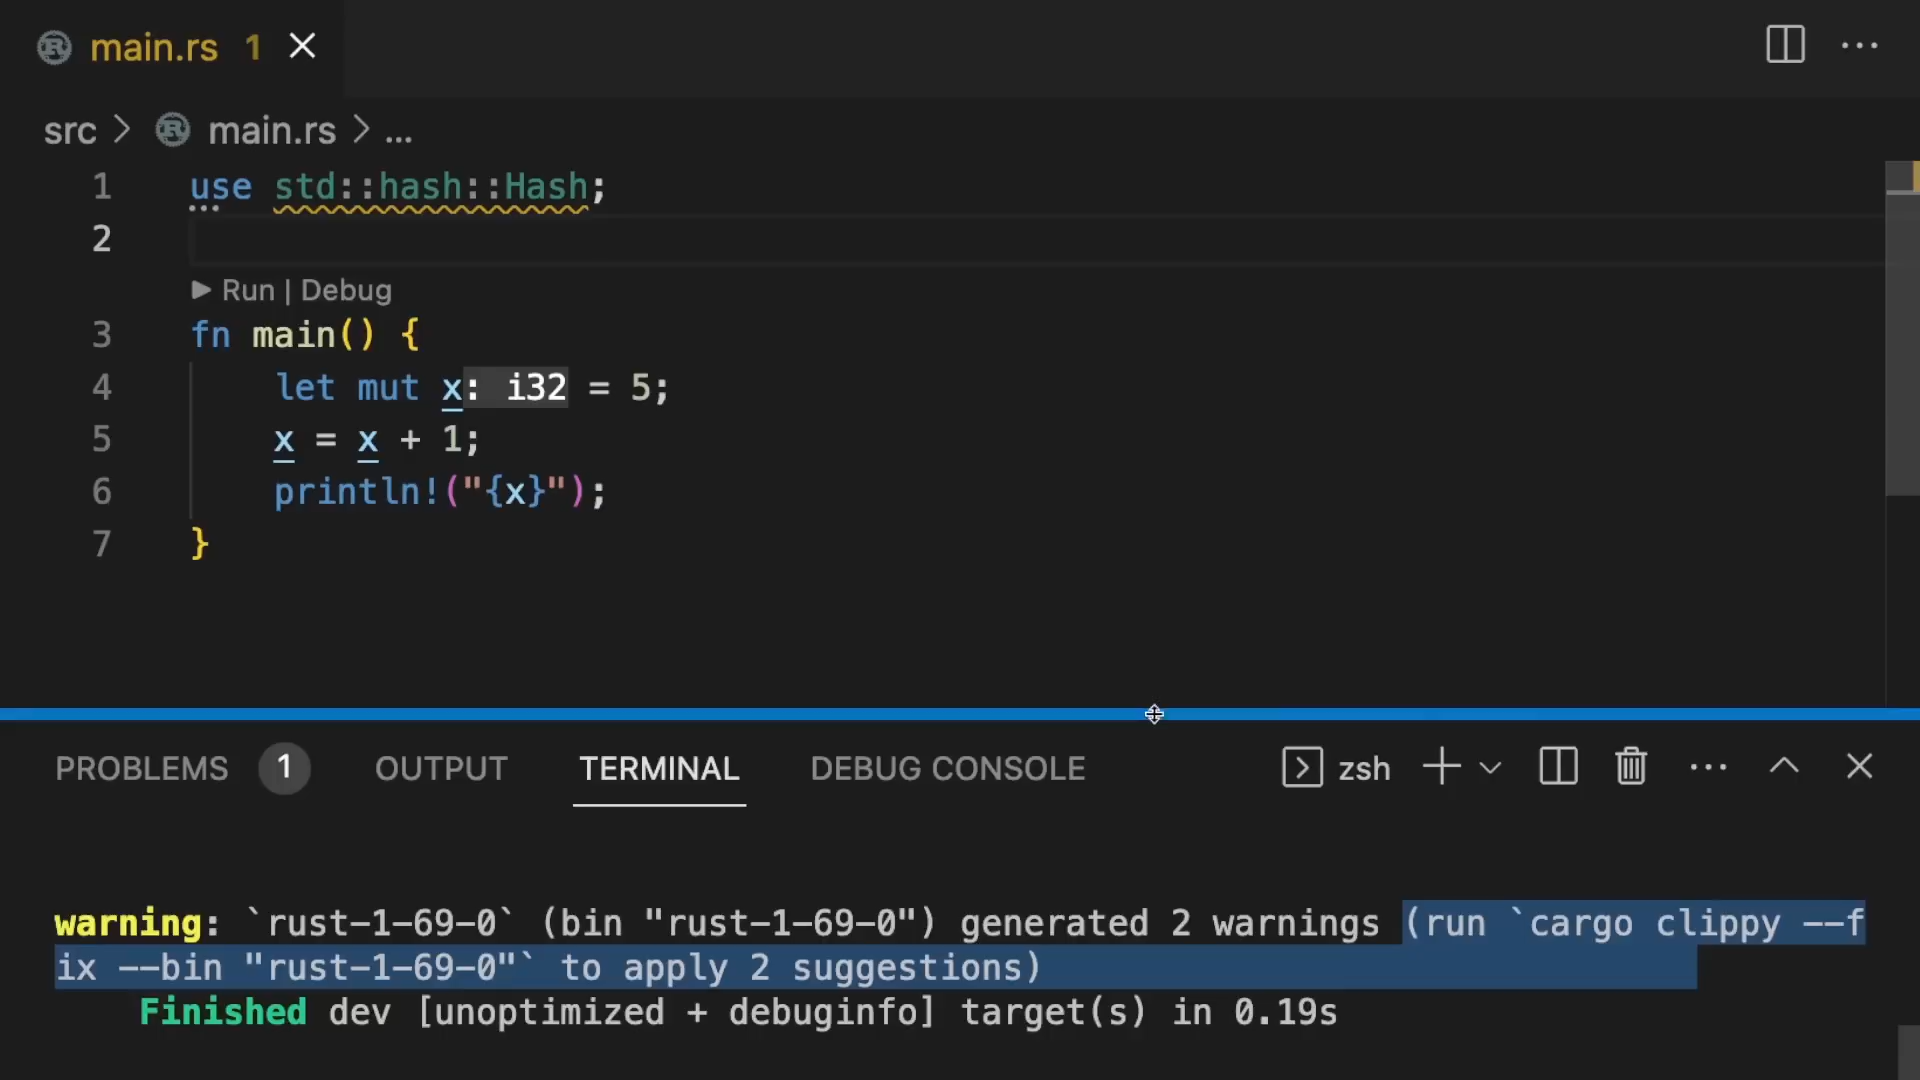 main.rs 1
src > main.rs > ...
1 use std::hash::Hash;
2
Run | Debug
3 fn main() {
4 let mut x: i32 = 5;
5 x = x + 1;
6 println!("{x}");
7 }
PROBLEMS 1 OUTPUT TERMINAL DEBUG CONSOLE zsh
warning: `rust-1-69-0` (bin "rust-1-69-0") generated 2 warnings (run `cargo clippy --f
ix --bin "rust-1-69-0"` to apply 2 suggestions)
Finished dev [unoptimized + debuginfo] target(s) in 0.19s